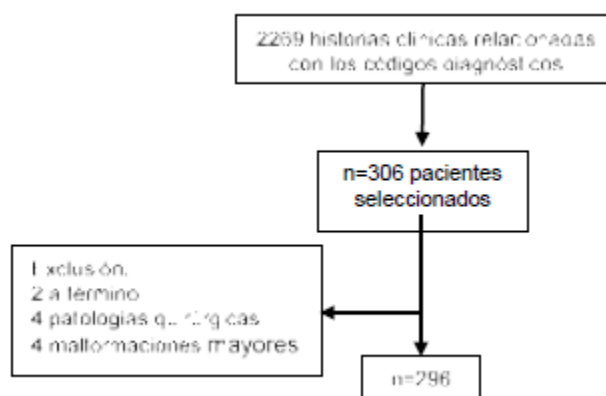 2269 historias clínicas relacionadas
con los códigos diagnósticos
n=306 pacientes
seleccionados
Exclusión:
2 a término
4 patologías quirúrgicas
4 malformaciones mayores
n=296